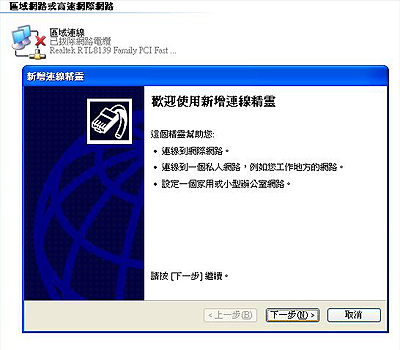 區域網路或高速網際網路
區域連線
已拔除網路電纜
Realtek RTL8139 Family PCI Fast ...
新增連線精靈
歡迎使用新增連線精靈
這個精靈幫助您:
• 連線到網際網路。
• 連線到一個私人網路，例如您工作地方的網路。
• 設定一個家用或小型辦公室網路。
請按 [下一步] 繼續。
< 上一步(B)
下一步(N) >
取消